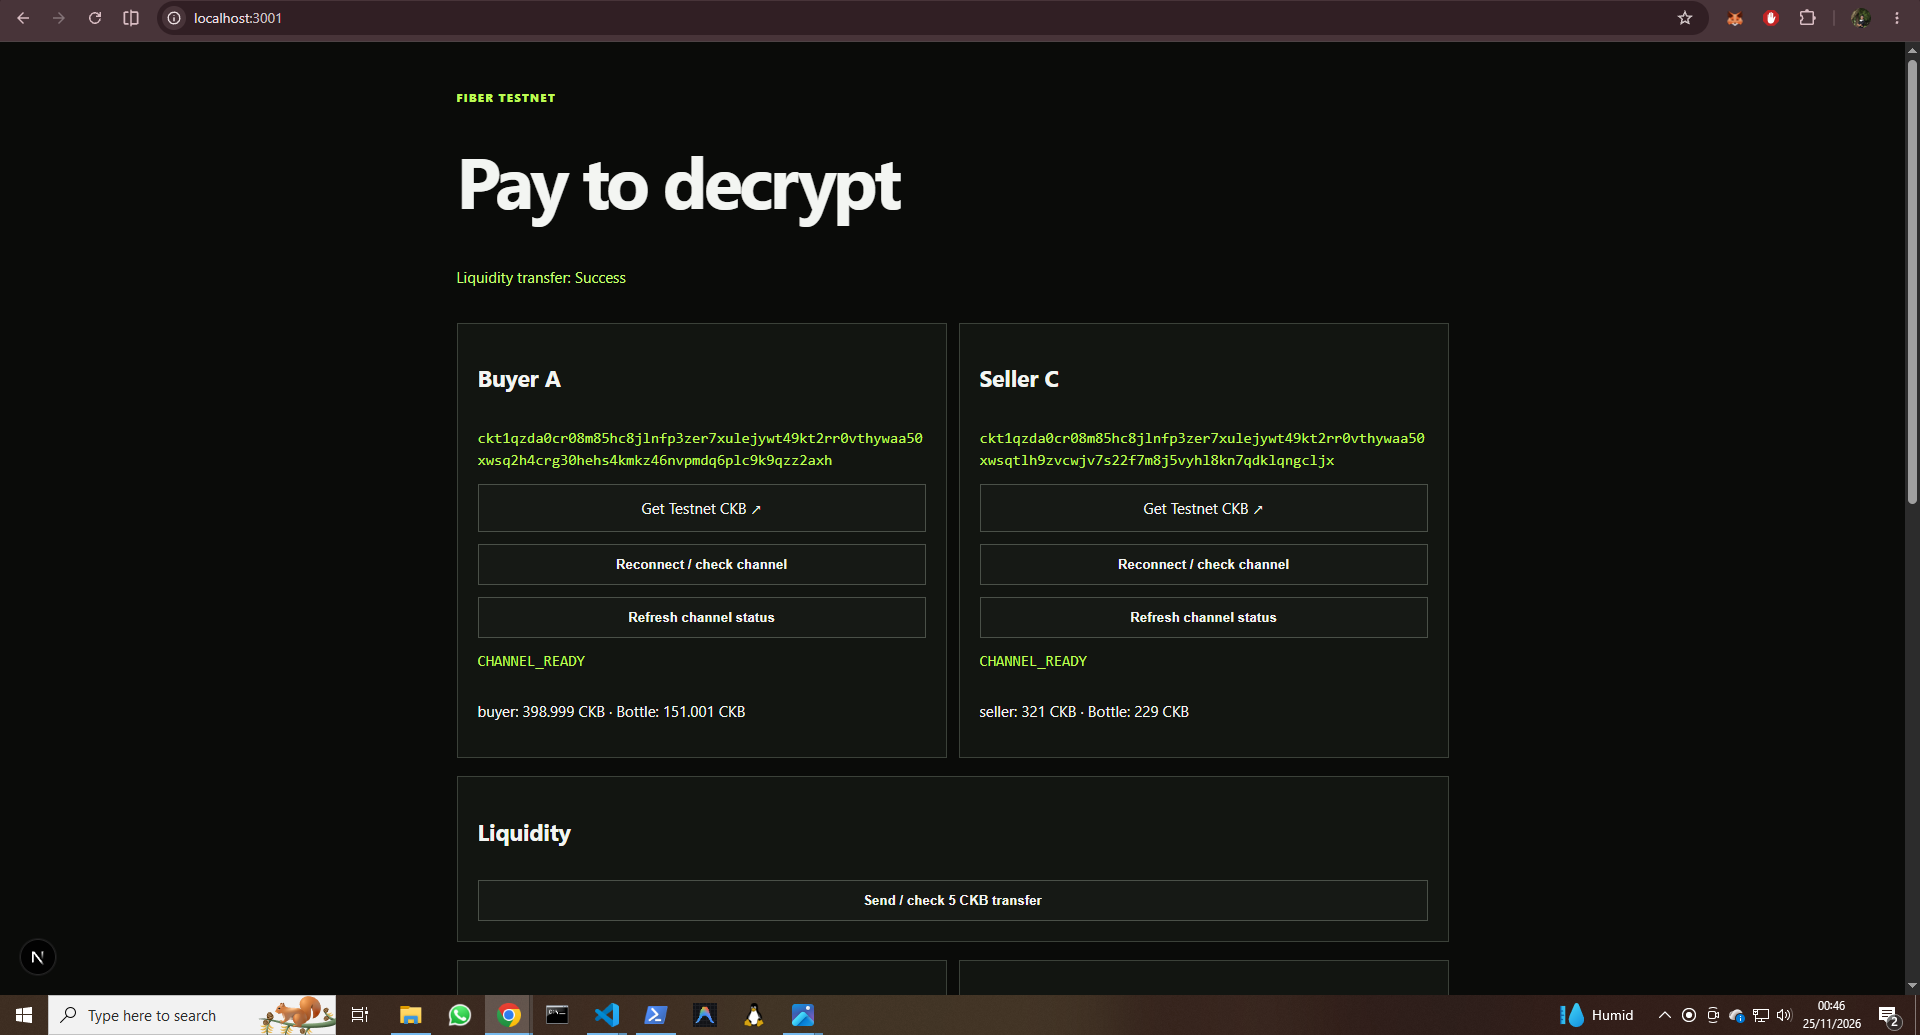 localhost:3001
FIBER TESTNET
Pay to decrypt
Liquidity transfer: Success
Buyer A
ckt1qzda0cr08m85hc8jlnfp3zer7xulejywt49kt2rr0vthywaa50
xwsq2h4crg30hehs4kmkz46nvpmdq6plc9k9qzz2axh
Get Testnet CKB ↗
Reconnect / check channel
Refresh channel status
CHANNEL_READY
buyer: 398.999 CKB · Bottle: 151.001 CKB
Seller C
ckt1qzda0cr08m85hc8jlnfp3zer7xulejywt49kt2rr0vthywaa50
xwsqtlh9zvcwjv7s22f7m8j5vyhl8kn7qdklqngcljx
Get Testnet CKB ↗
Reconnect / check channel
Refresh channel status
CHANNEL_READY
seller: 321 CKB · Bottle: 229 CKB
Liquidity
Send / check 5 CKB transfer
N
Type here to search
Humid
00:46
25/11/2026
2